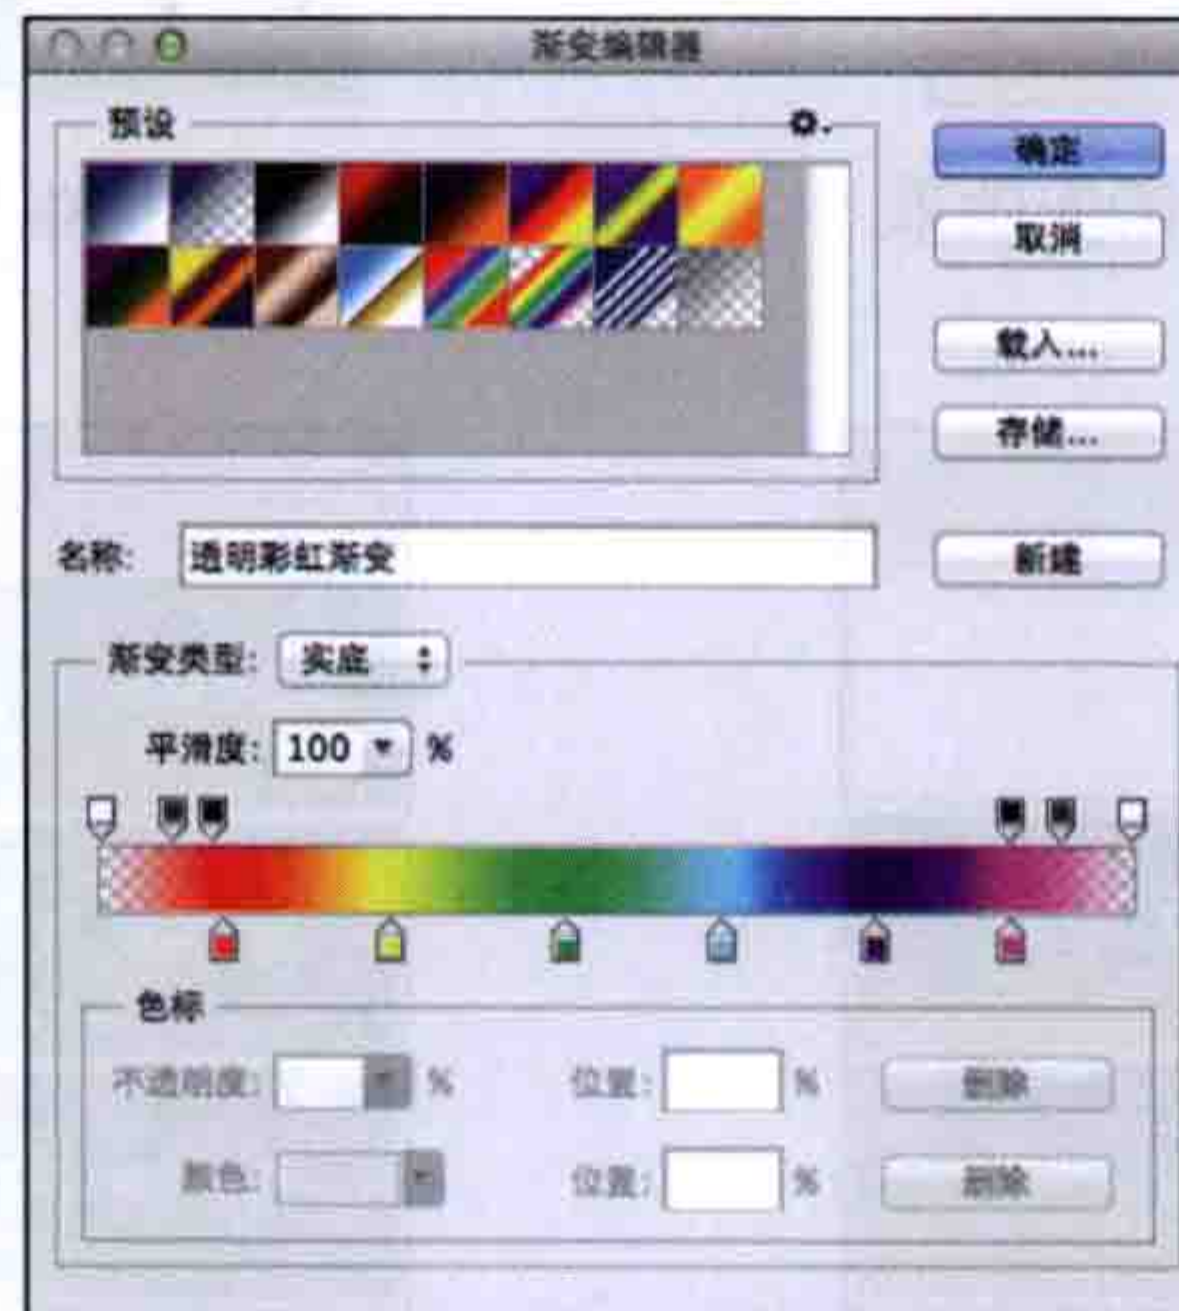 渐变编辑器
预设
确定
取消
载入...
存储...
名称: 透明彩虹渐变
新建
渐变类型: 实底
平滑度: 100 %
色标
不透明度: %
位置: %
删除
颜色:
位置: %
删除